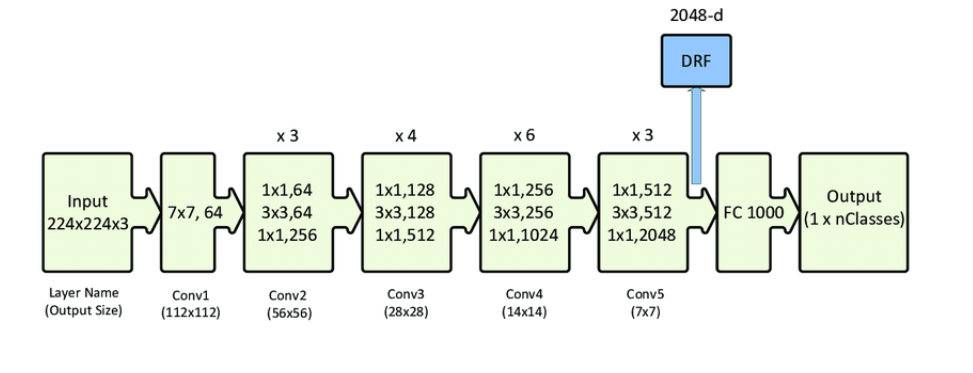 2048-d
DRF
x 3
x 4
x 6
x 3
Input
224x224x3
7x7, 64
1x1,64
3x3,64
1x1,256
1x1,128
3x3,128
1x1,512
1x1,256
3x3,256
1x1,1024
1x1,512
3x3,512
1x1,2048
FC 1000
Output
(1 x nClasses)
Layer Name
(Output Size)
Conv1
(112x112)
Conv2
(56x56)
Conv3
(28x28)
Conv4
(14x14)
Conv5
(7x7)